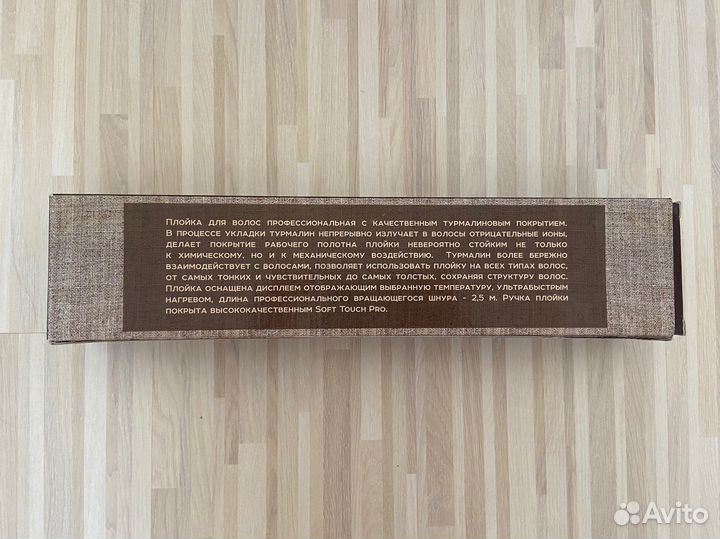 Плойка для волос профессиональная с качественным турмалиновым покрытием.
В процессе укладки турмалин непрерывно излучает в волосы отрицательные ионы,
делает покрытие рабочего полотна плойки невероятно стойким не только
к химическому, но и к механическому воздействию. Турмалин более бережно
взаимодействует с волосами, позволяет использовать плойку на всех типах волос,
от самых тонких и чувствительных до самых толстых, сохраняя структуру волос.
Плойка оснащена дисплеем отображающим выбранную температуру, ультрабыстрым
нагревом, длина профессионального вращающегося шнура - 2,5 м. Ручка плойки
покрыта высококачественным Soft Touch Pro.
Avito